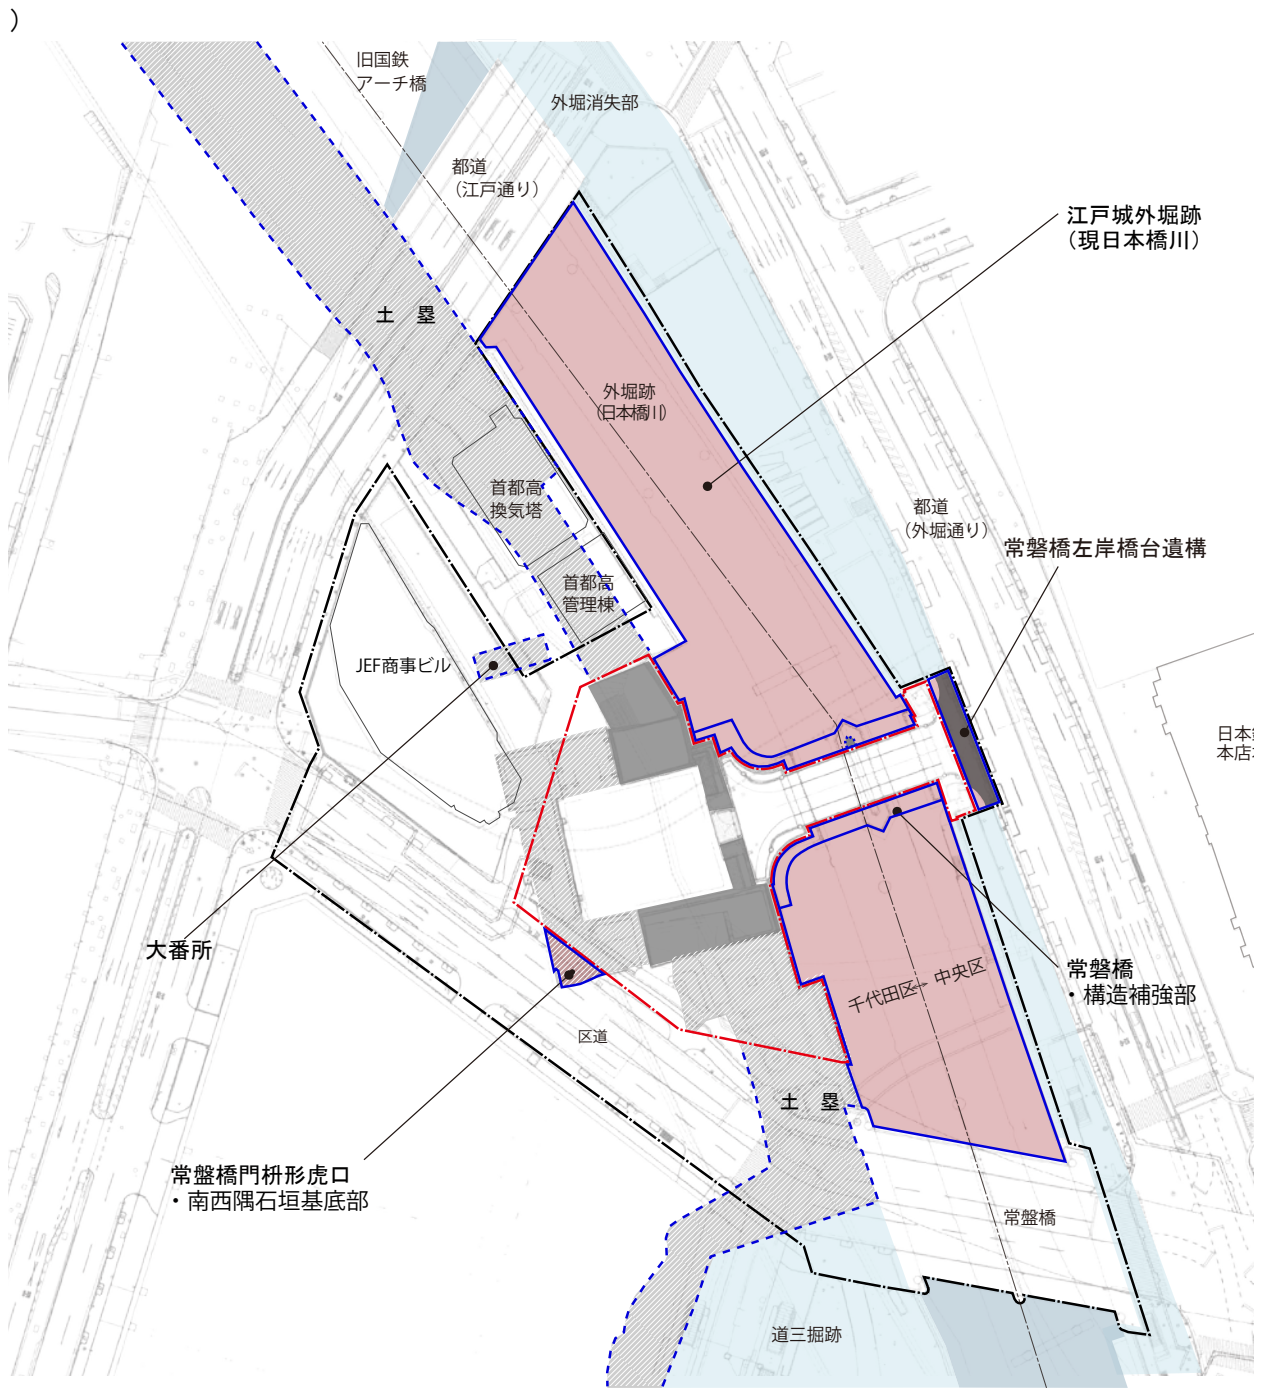 ）
旧国鉄
アーチ橋
外堀消失部
都道
（江戸通り）
江戸城外堀跡
（現日本橋川）
土　塁
外堀跡
（日本橋川）
首都高
換気塔
都道
（外堀通り）
常磐橋左岸橋台遺構
首都高
管理棟
JEF商事ビル
日本
本店
大番所
常磐橋
・構造補強部
千代田区← →中央区
区道
土　塁
常盤橋門枡形虎口
・南西隅石垣基底部
常盤橋
道三掘跡